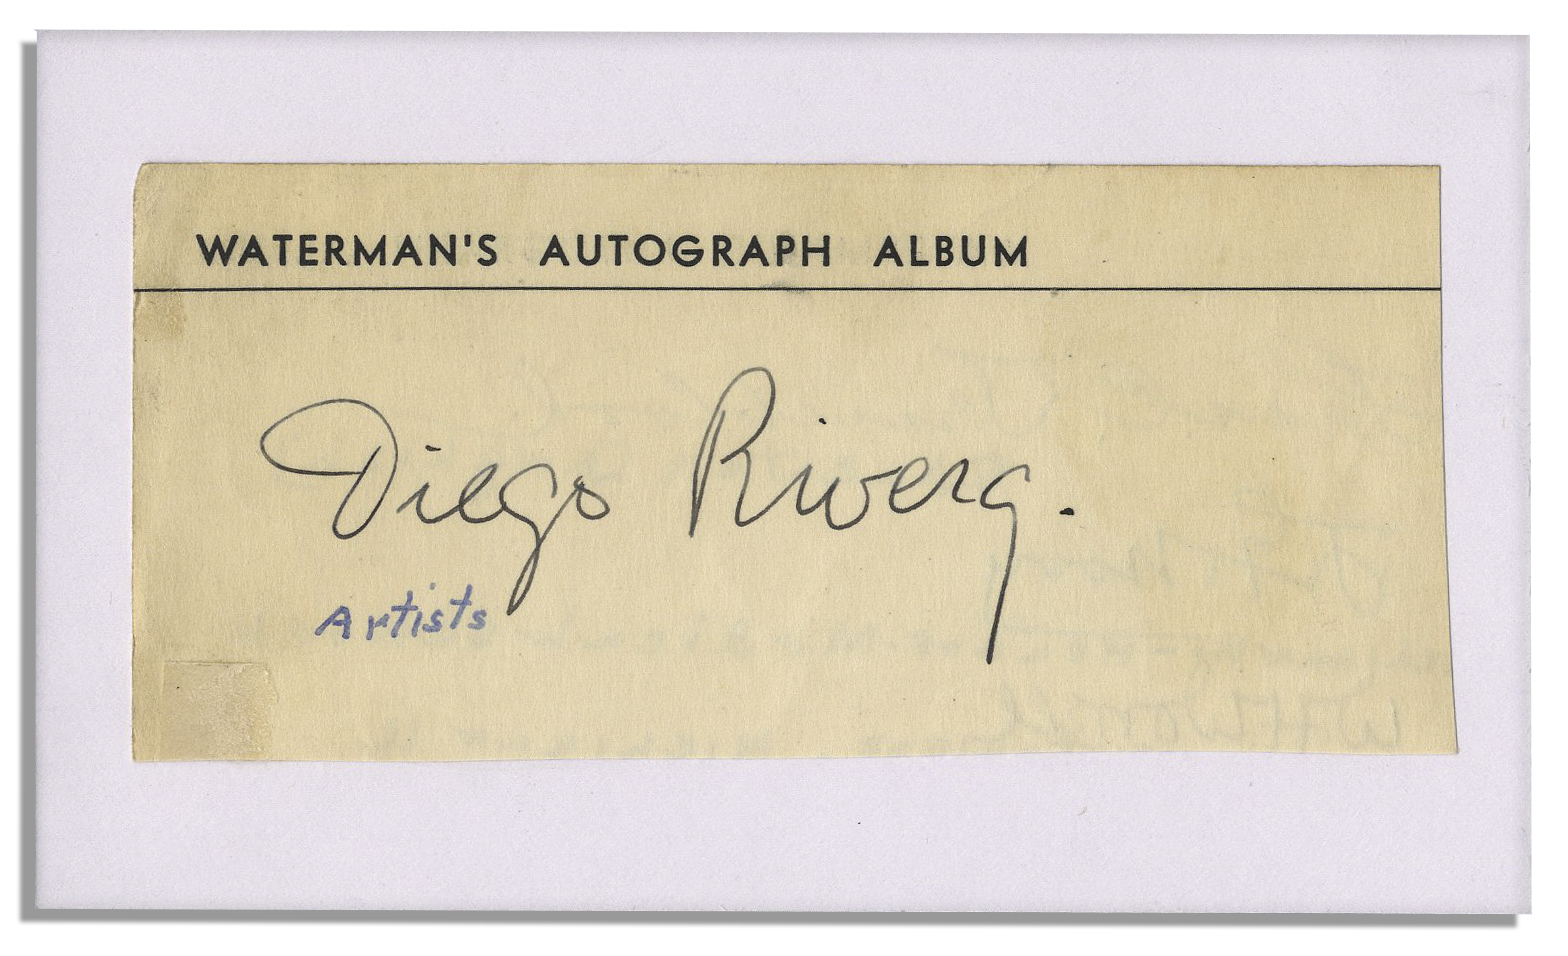 WATERMAN'S AUTOGRAPH ALBUM
Diego Rivera.
Artists